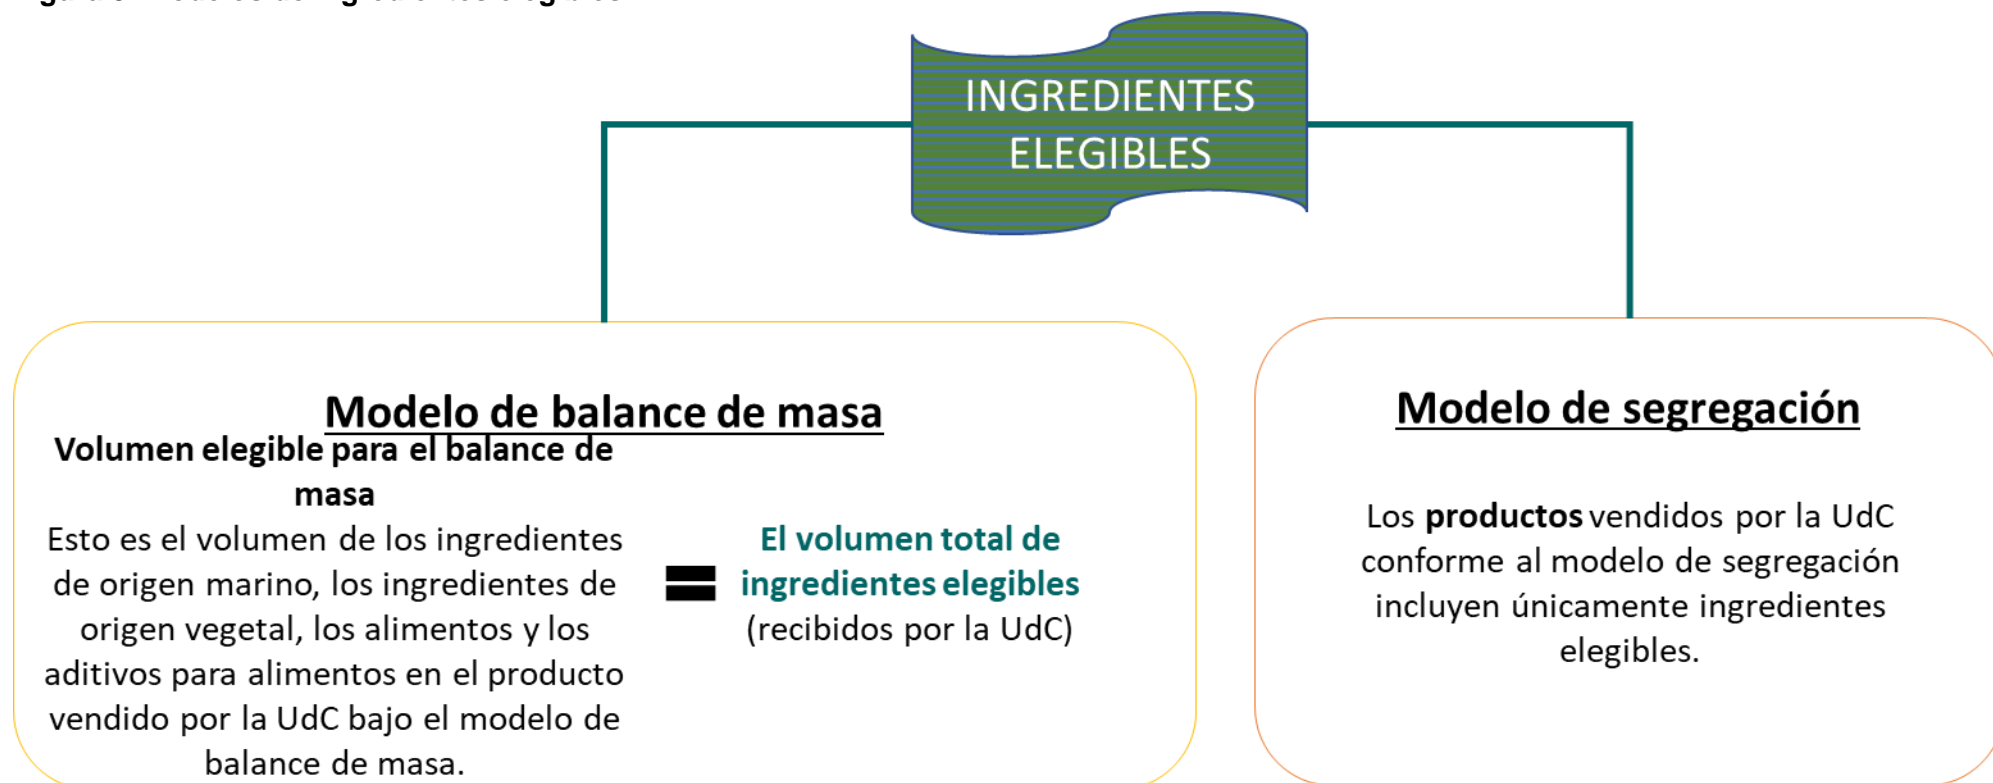 INGREDIENTES
ELEGIBLES
Modelo de balance de masa
Volumen elegible para el balance de
masa
Esto es el volumen de los ingredientes
de origen marino, los ingredientes de
origen vegetal, los alimentos y los
aditivos para alimentos en el producto
vendido por la UdC bajo el modelo de
balance de masa.
=
El volumen total de
ingredientes elegibles
(recibidos por la UdC)
Modelo de segregación
Los productos vendidos por la UdC
conforme al modelo de segregación
incluyen únicamente ingredientes
elegibles.